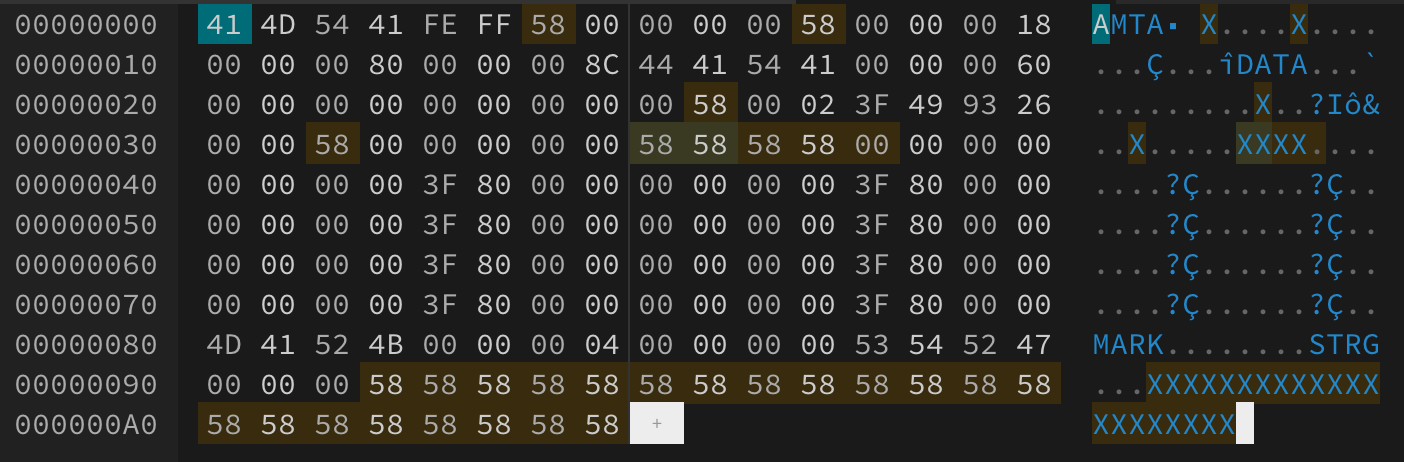 00000000 41 4D 54 41 FE FF 58 00 00 00 00 58 00 00 00 18 AMTA▪ X....X....
00000010 00 00 00 80 00 00 00 8C 44 41 54 41 00 00 00 60 ...Ç...îDATA...`
00000020 00 00 00 00 00 00 00 00 00 58 00 02 3F 49 93 26 .........X..?Iô&
00000030 00 00 58 00 00 00 00 00 58 58 58 58 00 00 00 00 ..X.....XXXX....
00000040 00 00 00 00 3F 80 00 00 00 00 00 00 3F 80 00 00 ....?Ç......?Ç..
00000050 00 00 00 00 3F 80 00 00 00 00 00 00 3F 80 00 00 ....?Ç......?Ç..
00000060 00 00 00 00 3F 80 00 00 00 00 00 00 3F 80 00 00 ....?Ç......?Ç..
00000070 00 00 00 00 3F 80 00 00 00 00 00 00 3F 80 00 00 ....?Ç......?Ç..
00000080 4D 41 52 4B 00 00 00 04 00 00 00 00 53 54 52 47 MARK........STRG
00000090 00 00 00 58 58 58 58 58 58 58 58 58 58 58 58 58 ...XXXXXXXXXXXXX
000000A0 58 58 58 58 58 58 58 58 + XXXXXXXX